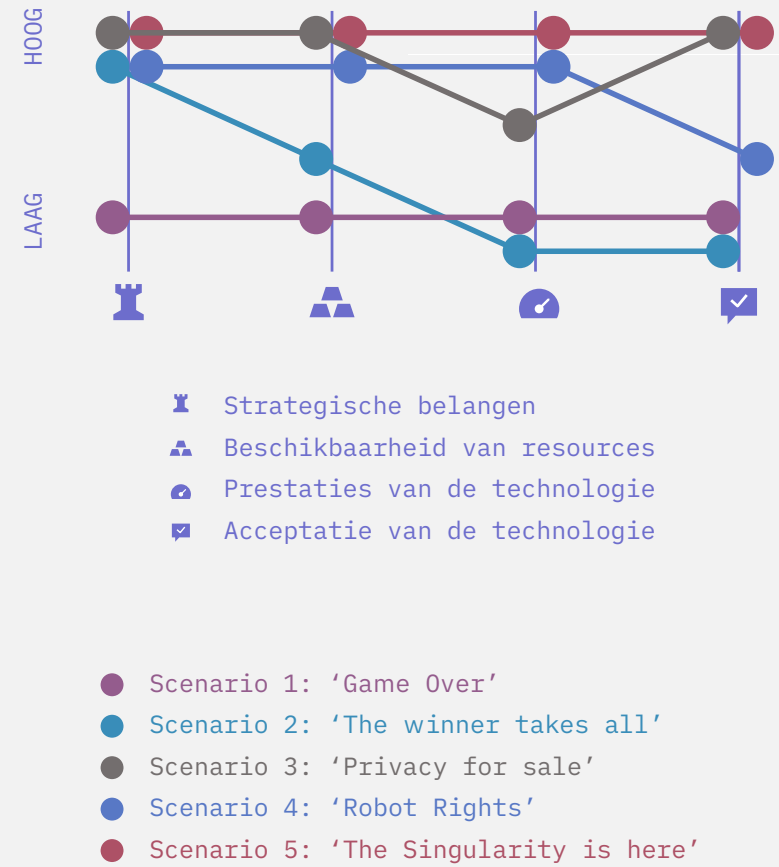 HOOG
LAAG
Strategische belangen
Beschikbaarheid van resources
Prestaties van de technologie
Acceptatie van de technologie
Scenario 1: ‘Game Over’
Scenario 2: ‘The winner takes all’
Scenario 3: ‘Privacy for sale’
Scenario 4: ‘Robot Rights’
Scenario 5: ‘The Singularity is here’